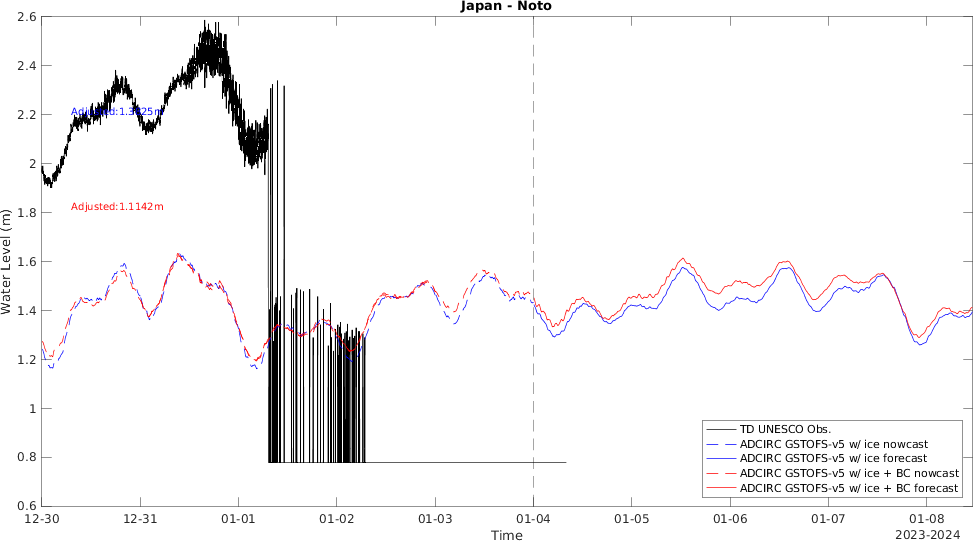 Japan - Noto
2.6
2.4
2.2
2
1.8
1.6
1.4
1.2
1
0.8
0.6
Water Level (m)
Adjusted:1.1142m
12-30
12-31
01-01
01-02
01-03
01-04
01-05
01-06
01-07
01-08
Time
2023-2024
TD UNESCO Obs.
ADCIRC GSTOFS-v5 w/ ice nowcast
ADCIRC GSTOFS-v5 w/ ice forecast
ADCIRC GSTOFS-v5 w/ ice + BC nowcast
ADCIRC GSTOFS-v5 w/ ice + BC forecast